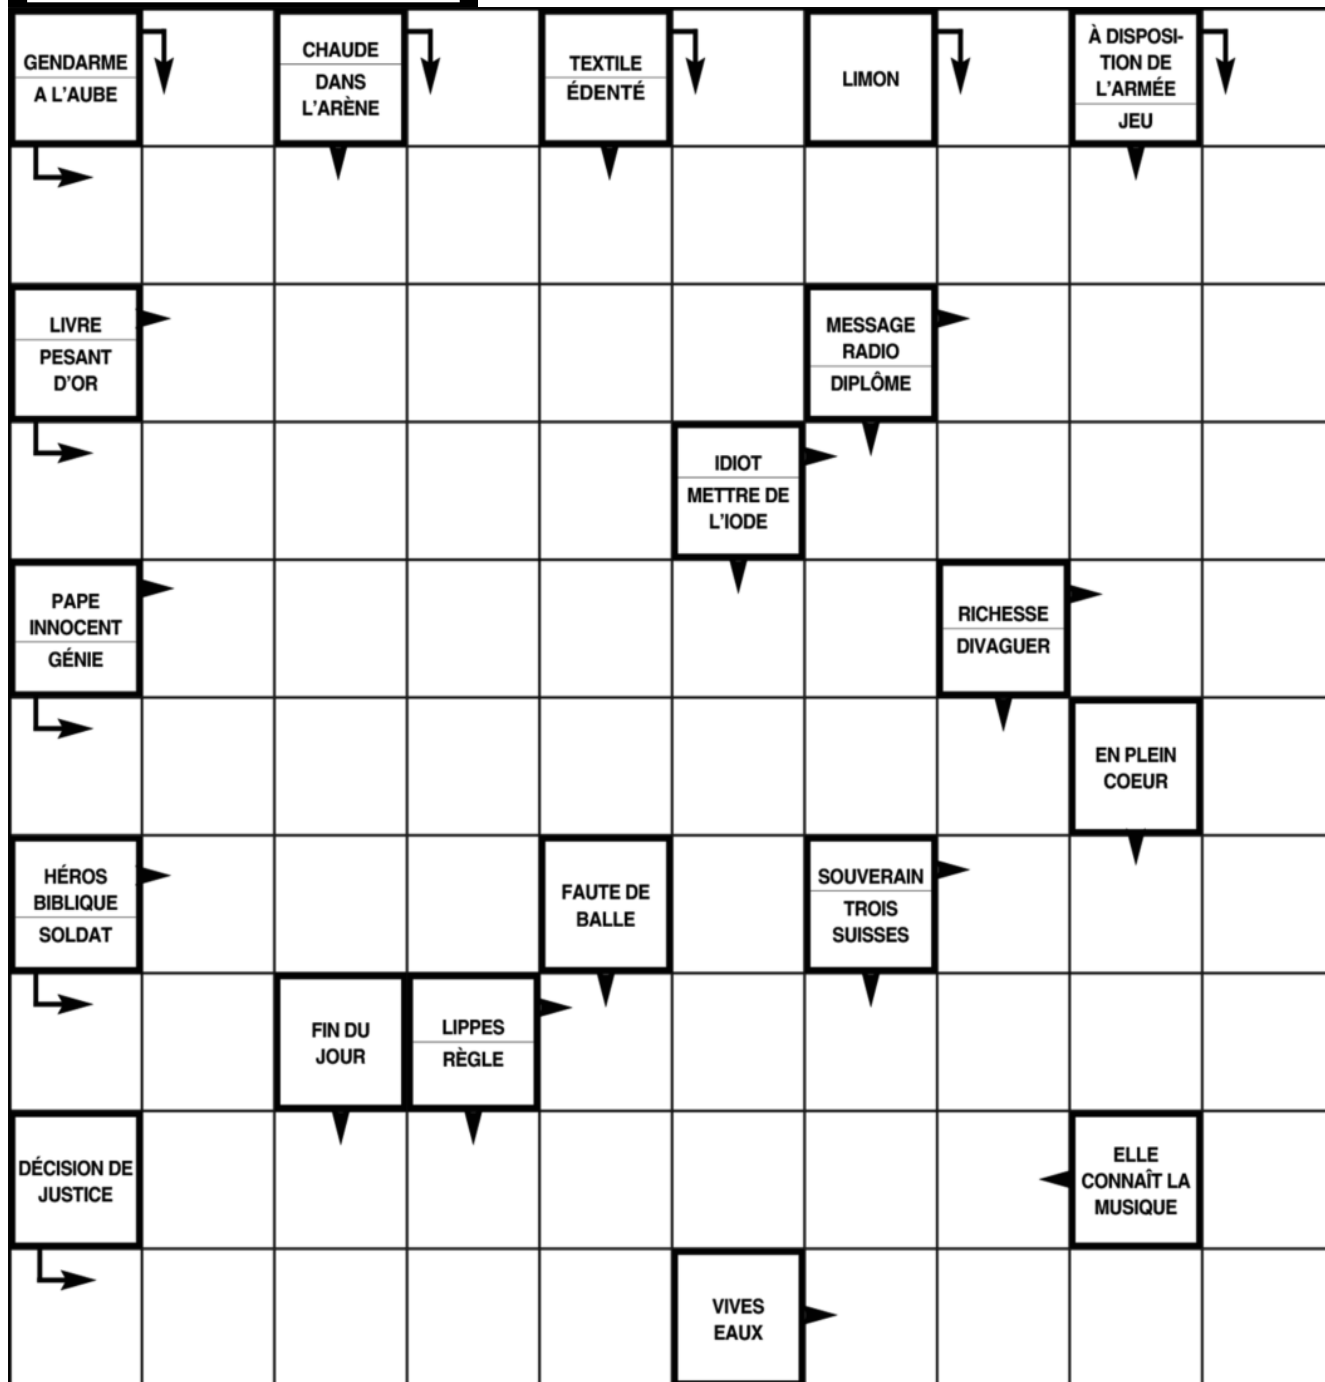 GENDARME
A L'AUBE
CHAUDE
DANS
L'ARÈNE
TEXTILE
ÉDENTÉ
LIMON
À DISPOSI-
TION DE
L'ARMÉE
JEU
LIVRE
PESANT
D'OR
MESSAGE
RADIO
DIPLÔME
IDIOT
METTRE DE
L'IODE
PAPE
INNOCENT
GÉNIE
RICHESSE
DIVAGUER
EN PLEIN
COEUR
HÉROS
BIBLIQUE
SOLDAT
FAUTE DE
BALLE
SOUVERAIN
TROIS
SUISSES
FIN DU
JOUR
LIPPES
RÈGLE
DÉCISION DE
JUSTICE
ELLE
CONNAÎT LA
MUSIQUE
VIVES
EAUX